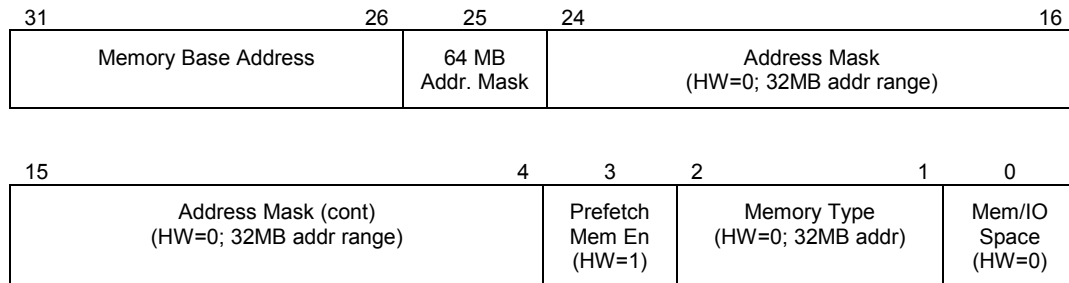 31 26 25 24 16
Memory Base Address 64 MB Address Mask
Addr. Mask (HW=0; 32MB addr range)
15 4 3 2 1 0
Address Mask (cont) Prefetch Memory Type Mem/IO
(HW=0; 32MB addr range) Mem En (HW=0; 32MB addr) Space
(HW=1) (HW=0)